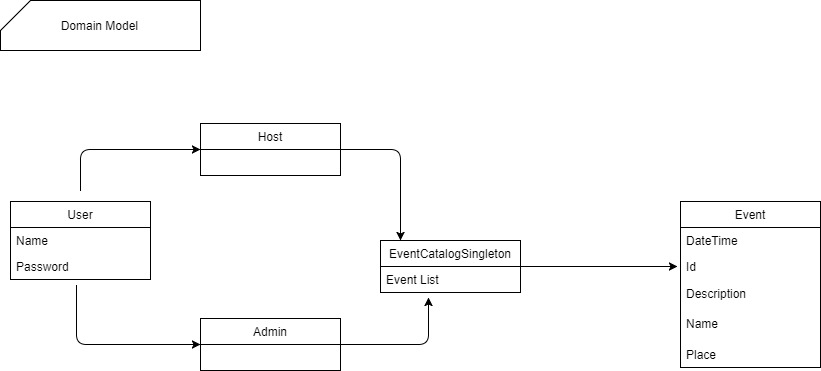 Domain Model
Host
User
Name
Password
EventCatalogSingleton
Event List
Admin
Event
DateTime
Id
Description
Name
Place